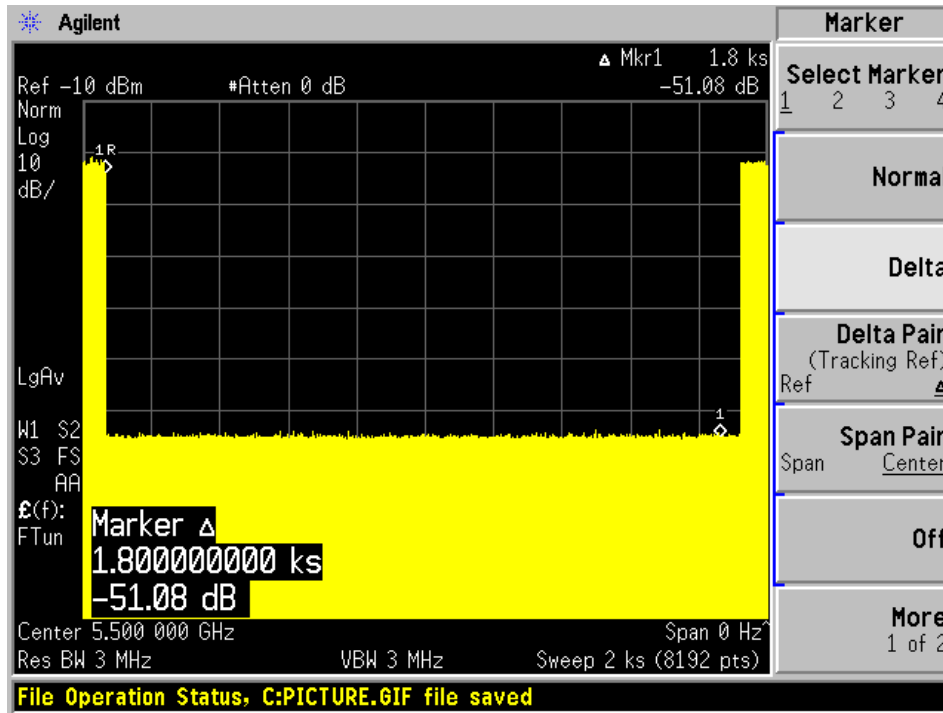 Agilent
Marker
Δ Mkr1 1.8 ks
Ref -10 dBm #Atten 0 dB -51.08 dB
Norm
Log
10
dB/
1R
LgAv
1
W1 S2
S3 FS
AA
£(f):
FTun
Marker Δ
1.800000000 ks
-51.08 dB
Center 5.500 000 GHz Span 0 Hz^
Res BW 3 MHz VBW 3 MHz Sweep 2 ks (8192 pts)
Select Marker
1 2 3 4
Norma
Delta
Delta Pair
(Tracking Ref)
Ref Δ
Span Pair
Span Center
Off
More
1 of 2
File Operation Status, C:PICTURE.GIF file saved